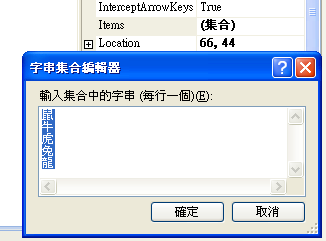 InterceptArrowKeys True
Items (集合)
Location 66, 44
字串集合編輯器
輸入集合中的字串 (每行一個)(E):
鼠
牛
虎
兔
龍
確定 取消